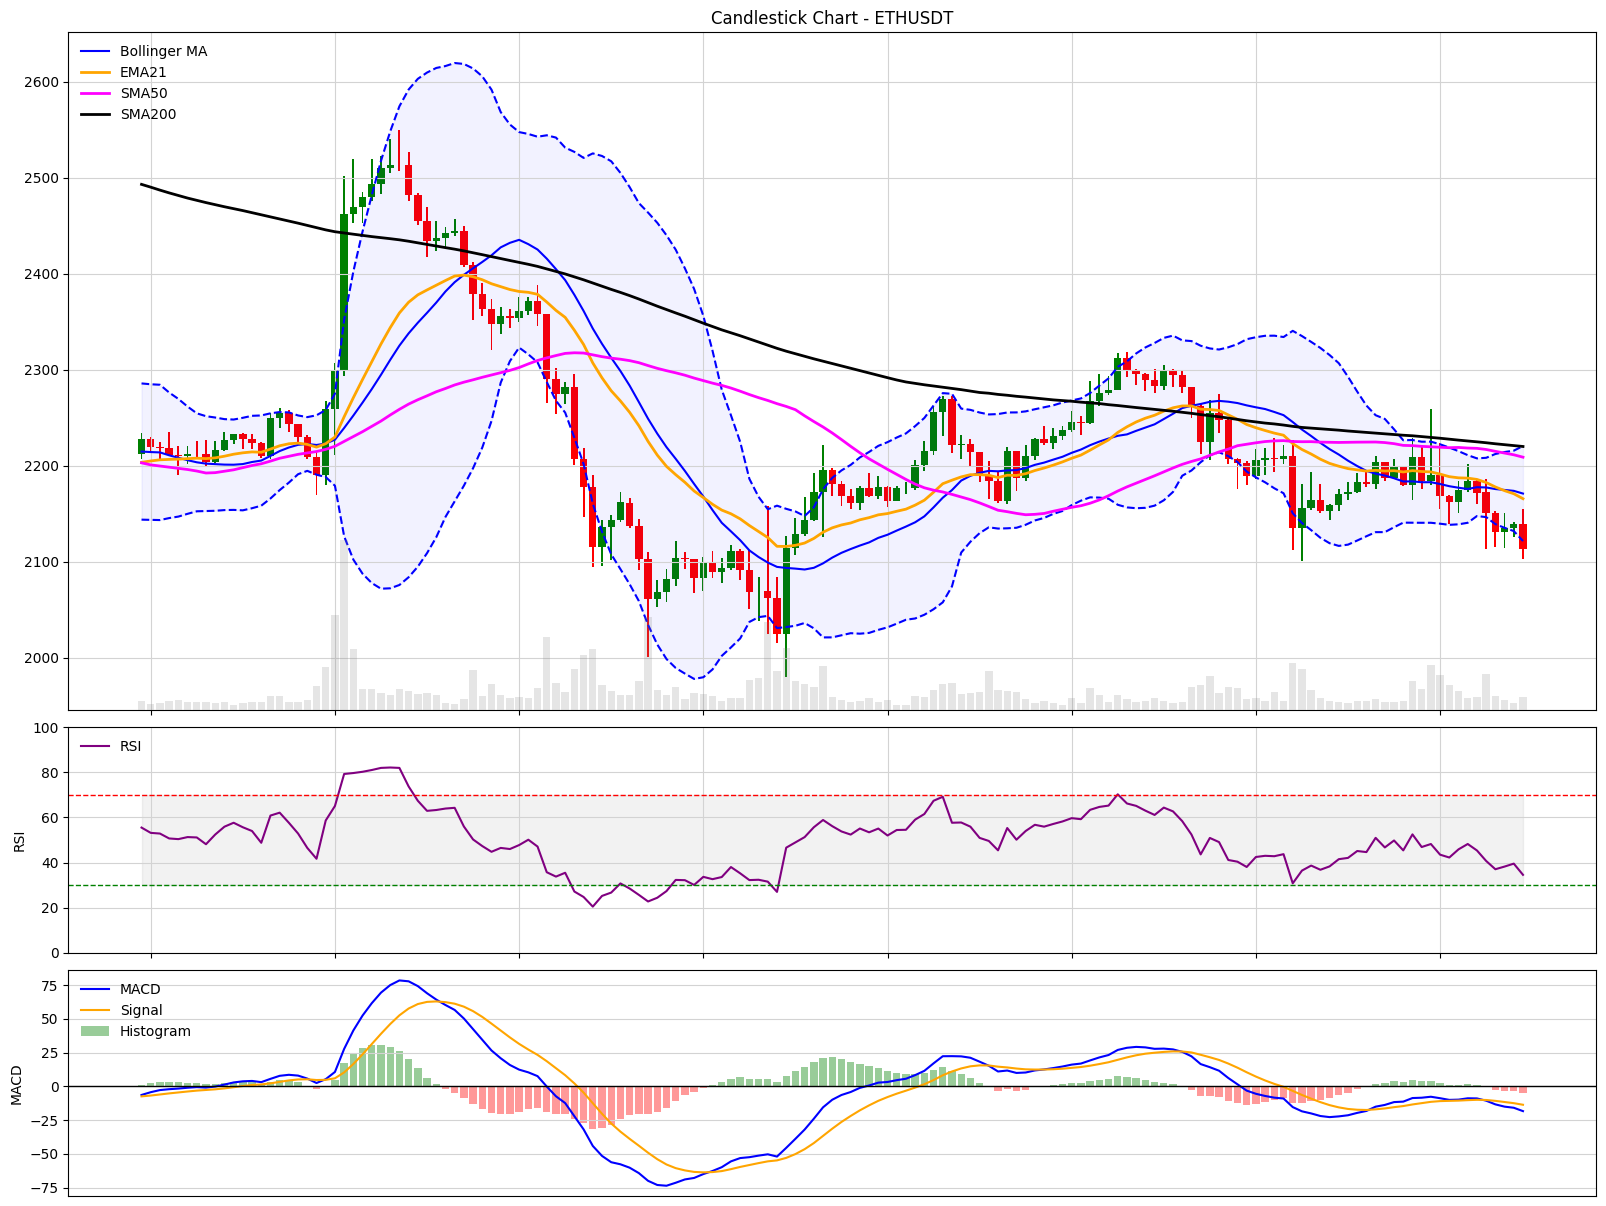 Candlestick Chart - ETHUSDT
Bollinger MA
EMA21
SMA50
SMA200
2600
2500
2400
2300
2200
2100
2000
RSI
100
80
60
40
20
0
RSI
MACD
Signal
Histogram
75
50
25
0
−25
−50
−75
MACD